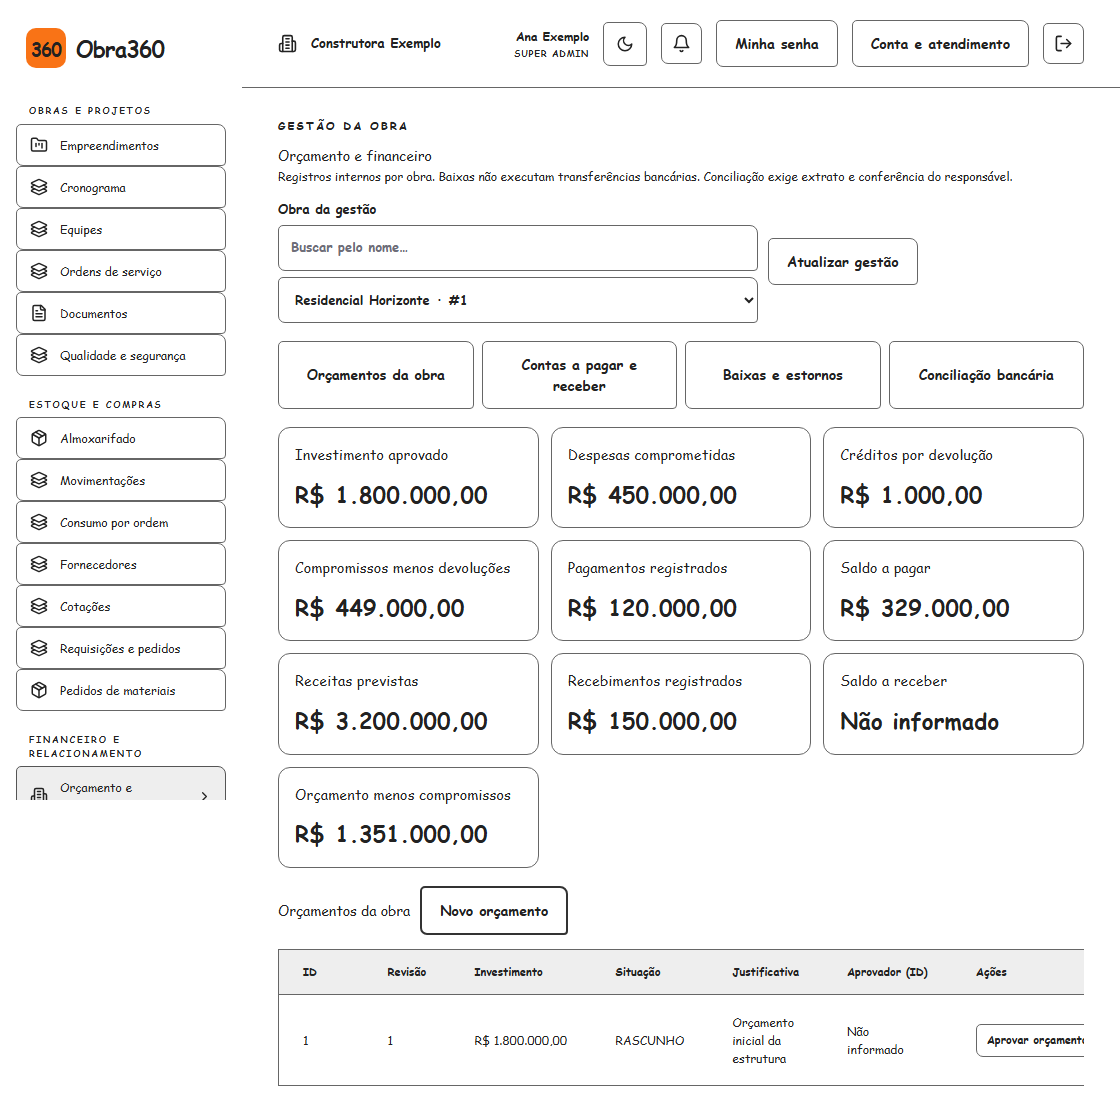 360 Obra360
OBRAS E PROJETOS
Empreendimentos
Cronograma
Equipes
Ordens de serviço
Documentos
Qualidade e segurança
ESTOQUE E COMPRAS
Almoxarifado
Movimentações
Consumo por ordem
Fornecedores
Cotações
Requisições e pedidos
Pedidos de materiais
FINANCEIRO E
RELACIONAMENTO
Orçamento e
Construtora Exemplo
Ana Exemplo
SUPER ADMIN
Minha senha
Conta e atendimento
GESTÃO DA OBRA
Orçamento e financeiro
Registros internos por obra. Baixas não executam transferências bancárias. Conciliação exige extrato e conferência do responsável.
Obra da gestão
Buscar pelo nome...
Residencial Horizonte · #1
Atualizar gestão
Orçamentos da obra
Contas a pagar e
receber
Baixas e estornos
Conciliação bancária
Investimento aprovado
R$ 1.800.000,00
Despesas comprometidas
R$ 450.000,00
Créditos por devolução
R$ 1.000,00
Compromissos menos devoluções
R$ 449.000,00
Pagamentos registrados
R$ 120.000,00
Saldo a pagar
R$ 329.000,00
Receitas previstas
R$ 3.200.000,00
Recebimentos registrados
R$ 150.000,00
Saldo a receber
Não informado
Orçamento menos compromissos
R$ 1.351.000,00
Orçamentos da obra
Novo orçamento
ID Revisão Investimento Situação Justificativa Aprovador (ID) Ações
1 1 R$ 1.800.000,00 RASCUNHO
Orçamento
inicial da
estrutura
Não
informado
Aprovar orçamento